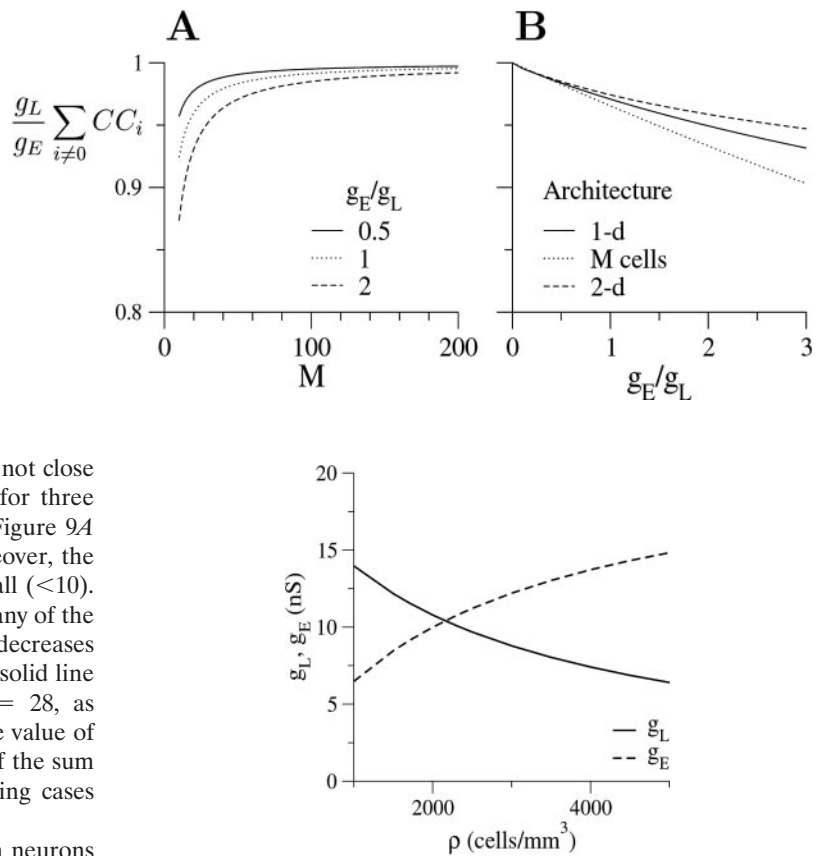 A
B
g_L/g_E ∑_{i≠0} CC_i
1
0.9
0.8
0
100
200
M
g_E/g_L
0.5
1
2
Architecture
1-d
M cells
2-d
0
1
2
3
g_E/g_L
not close
for three
Figure 9A
eover, the
all (<10).
any of the
decreases
solid line
= 28, as
e value of
f the sum
ing cases
n neurons
20
15
10
5
0
g_L, g_E (nS)
g_L
g_E
2000
4000
ρ (cells/mm³)